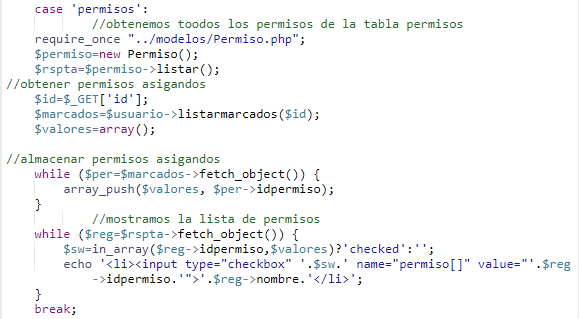 case 'permisos':
//obtenemos toodos los permisos de la tabla permisos
require_once "../modelos/Permiso.php";
$permiso=new Permiso();
$rspta=$permiso->listar();
//obtener permisos asigandos
$id=$_GET['id'];
$marcados=$usuario->listarmarcados($id);
$valores=array();
//almacenar permisos asigandos
while ($per=$marcados->fetch_object()) {
array_push($valores, $per->idpermiso);
}
//mostramos la lista de permisos
while ($reg=$rspta->fetch_object()) {
$sw=in_array($reg->idpermiso,$valores)?'checked':'';
echo '<li><input type="checkbox" '.$sw.' name="permiso[]" value="'.$reg
->idpermiso.'">'.$reg->nombre.'</li>';
}
break;